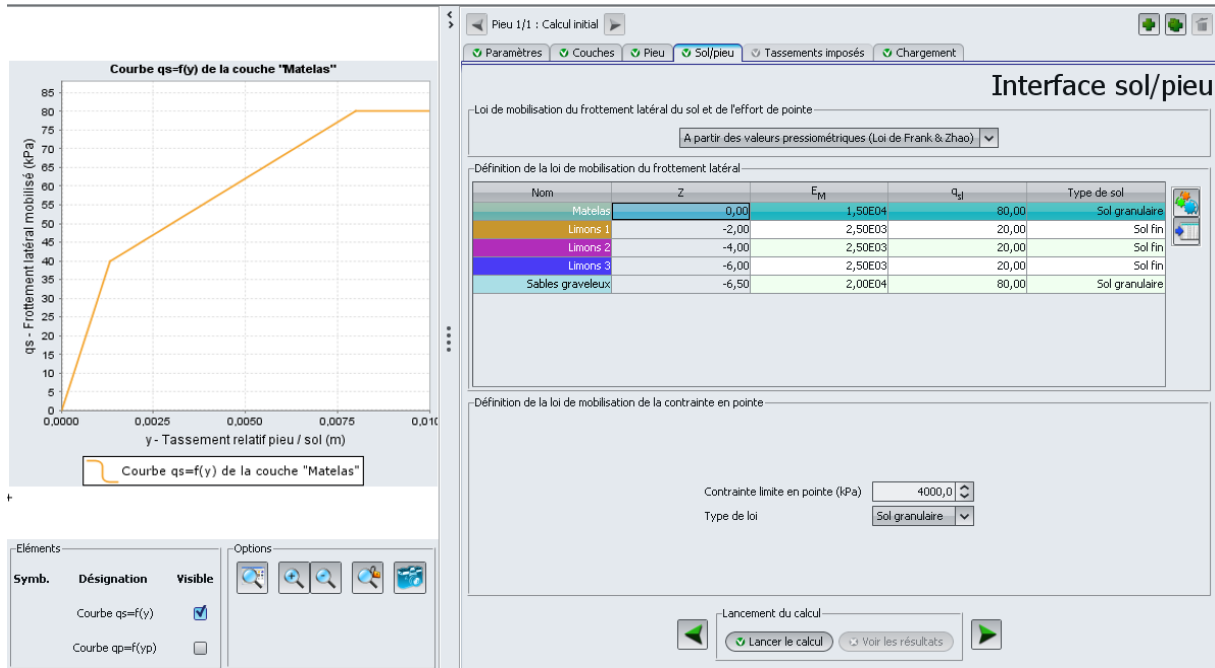 Courbe qs=f(y) de la couche "Matelas"
85
80
75
70
65
60
55
50
45
40
35
30
25
20
15
10
5
0
qs - Frottement latéral mobilisé (kPa)
0,0000 0,0025 0,0050 0,0075 0,010
y - Tassement relatif pieu / sol (m)
Courbe qs=f(y) de la couche "Matelas"
Eléments
Symb. Désignation Visible
Courbe qs=f(y)
Courbe qp=f(yp)
Options
Pieu 1/1 : Calcul initial
Paramètres Couches Pieu Sol/pieu Tassements imposés Chargement
Interface sol/pieu
Loi de mobilisation du frottement latéral du sol et de l'effort de pointe
A partir des valeurs pressiométriques (Loi de Frank & Zhao)
Définition de la loi de mobilisation du frottement latéral
Nom Z EM qsl Type de sol
Matelas 0,00 1,50E04 80,00 Sol granulaire
Limons 1 -2,00 2,50E03 20,00 Sol fin
Limons 2 -4,00 2,50E03 20,00 Sol fin
Limons 3 -6,00 2,50E03 20,00 Sol fin
Sables graveleux -6,50 2,00E04 80,00 Sol granulaire
Définition de la loi de mobilisation de la contrainte en pointe
Contrainte limite en pointe (kPa) 4000,0
Type de loi Sol granulaire
Lancement du calcul
Lancer le calcul Voir les résultats